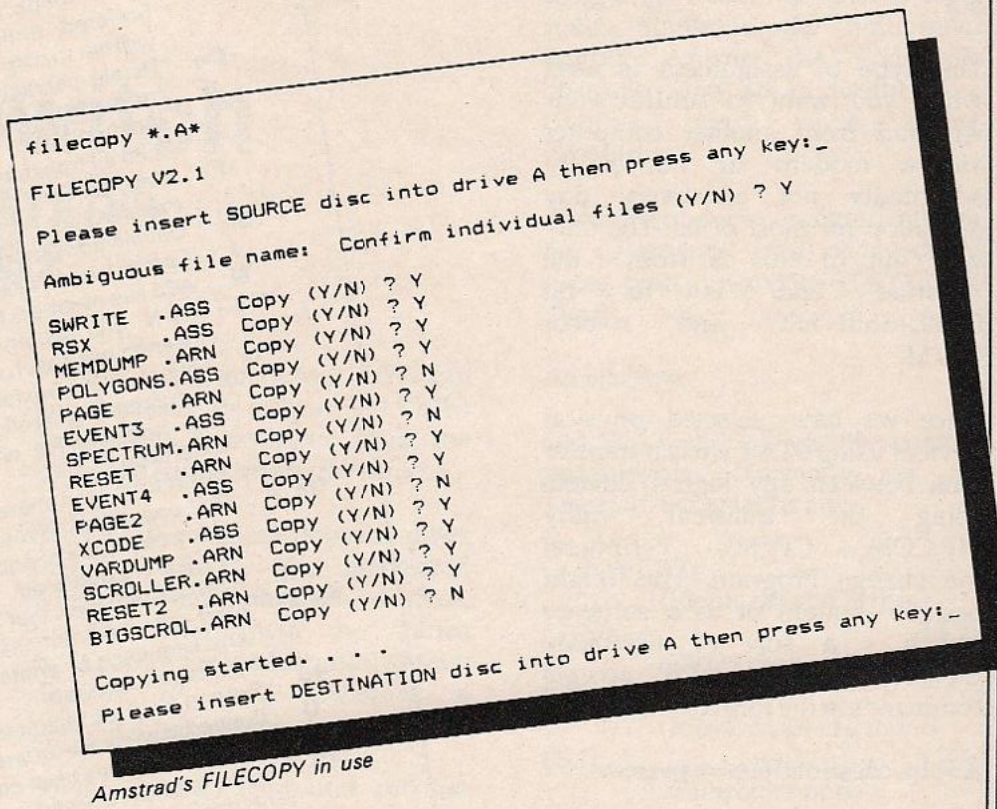 filecopy *.A*
FILECOPY V2.1
Please insert SOURCE disc into drive A then press any key:_
Ambiguous file name: Confirm individual files (Y/N) ? Y
SWRITE .ASS Copy (Y/N) ? Y
RSX .ASS Copy (Y/N) ? Y
MEMDUMP .ARN Copy (Y/N) ? Y
POLYGONS.ASS Copy (Y/N) ? Y
PAGE .ARN Copy (Y/N) ? N
EVENT3 .ASS Copy (Y/N) ? Y
SPECTRUM.ARN Copy (Y/N) ? N
RESET .ARN Copy (Y/N) ? Y
EVENT4 .ASS Copy (Y/N) ? Y
PAGE2 .ARN Copy (Y/N) ? N
XCODE .ASS Copy (Y/N) ? Y
VARDUMP .ARN Copy (Y/N) ? Y
SCROLLER.ARN Copy (Y/N) ? Y
RESET2 .ARN Copy (Y/N) ? Y
BIGSCROL.ARN Copy (Y/N) ? N
Copying started. . . .
Please insert DESTINATION disc into drive A then press any key:_
Amstrad's FILECOPY in use